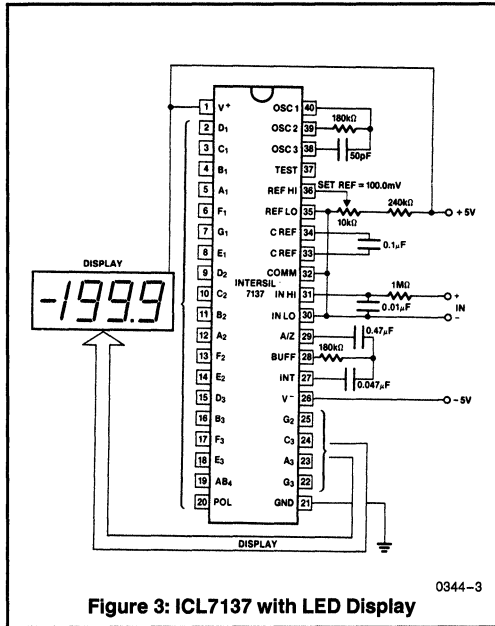 1 V+ OSC 1 40
2 D1 OSC 2 39 180kΩ
3 C1 OSC 3 38 50pF
4 B1 TEST 37
5 A1 REF HI 36 SET REF = 100.0mV
6 F1 REF LO 35 10kΩ 240kΩ +5V
7 G1 C REF 34
8 E1 C REF 33 0.1μF
9 D2 COMM 32
DISPLAY
-199.9
INTERSIL
7137
10 C2 IN HI 31 1MΩ +
0.01μF IN
11 B2 IN LO 30 -
12 A2 A/Z 29 0.47μF
13 F2 BUFF 28 180kΩ
14 E2 INT 27 0.047μF
15 D3 V- 26 -5V
16 B3 G2 25
17 F3 C3 24
18 E3 A3 23
19 AB4 G3 22
20 POL GND 21
DISPLAY
0344-3
Figure 3: ICL7137 with LED Display